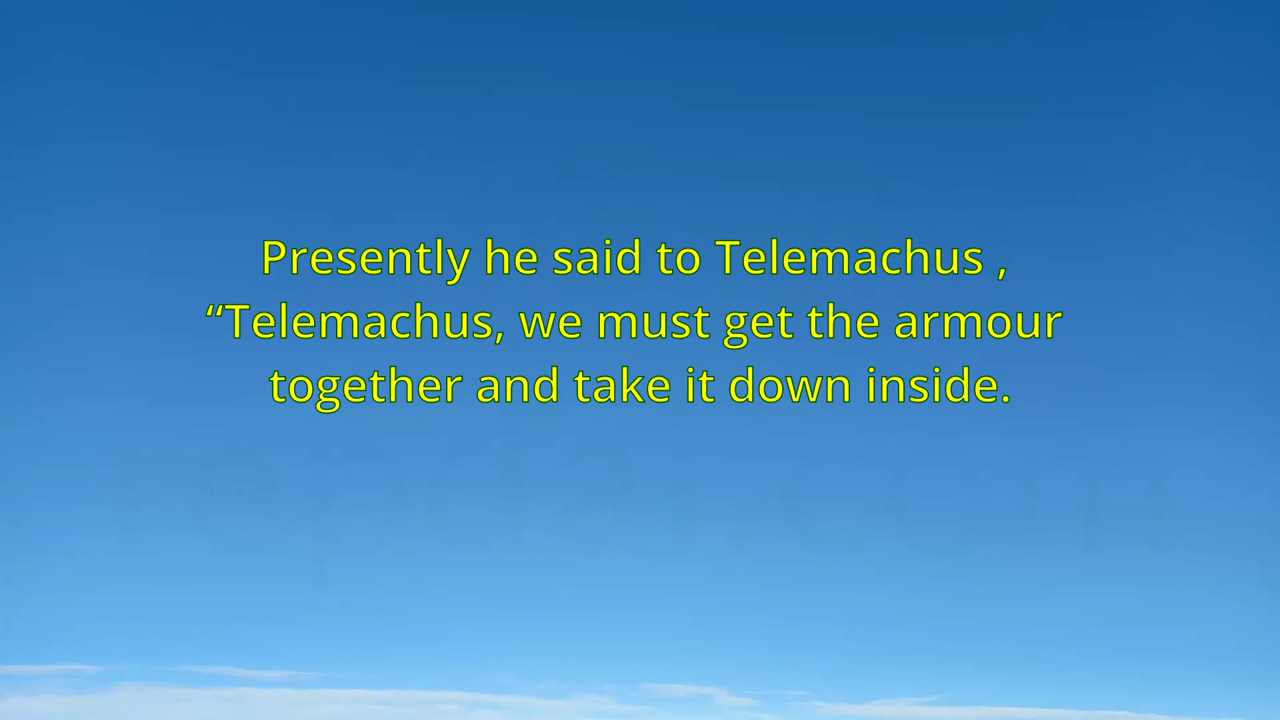 Presently he said to Telemachus ,
“Telemachus, we must get the armour
together and take it down inside.